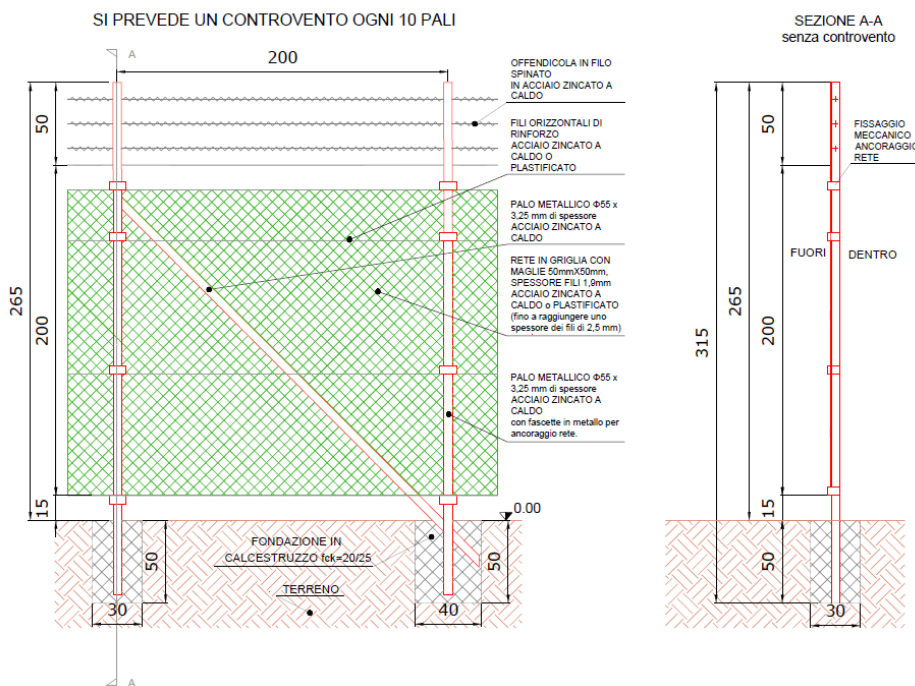 SI PREVEDE UN CONTROVENTO OGNI 10 PALI
SEZIONE A-A
senza controvento
A
200
OFFENDICOLA IN FILO
SPINATO
IN ACCIAIO ZINCATO A
CALDO
FILI ORIZZONTALI DI
RINFORZO
ACCIAIO ZINCATO A
CALDO O
PLASTIFICATO
PALO METALLICO Φ55 x
3,25 mm di spessore
ACCIAIO ZINCATO A
CALDO
RETE IN GRIGLIA CON
MAGLIE 50mmX50mm,
SPESSORE FILI 1,9mm
ACCIAIO ZINCATO A
CALDO o PLASTIFICATO
(fino a raggiungere uno
spessore dei fili di 2,5 mm)
PALO METALLICO Φ55 x
3,25 mm di spessore
ACCIAIO ZINCATO A
CALDO
con fascette in metallo per
ancoraggio rete.
50
265
200
15
0.00
FONDAZIONE IN
CALCESTRUZZO fck=20/25
TERRENO
50
50
30
40
A
50
FISSAGGIO
MECCANICO
ANCORAGGIO
RETE
FUORI
DENTRO
315
265
200
15
50
30